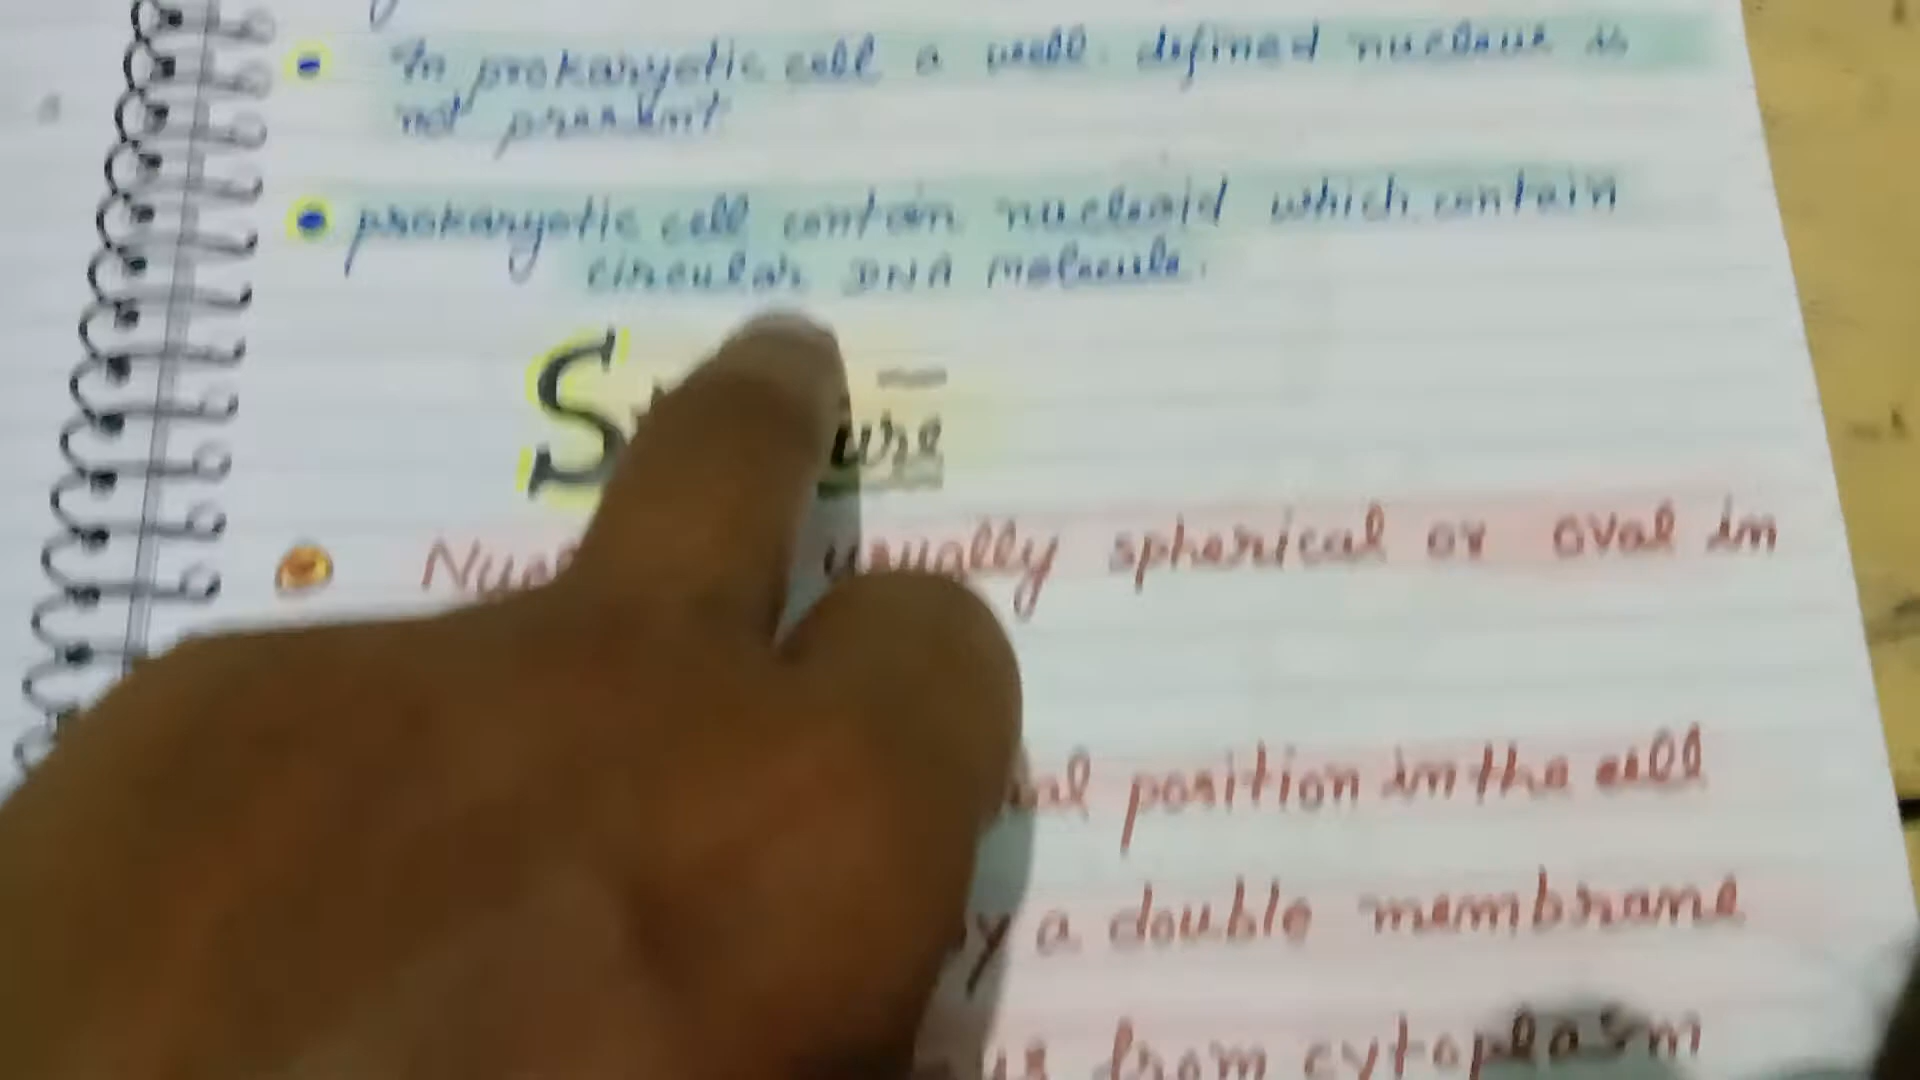 In prokaryotic cell a well defined nucleus is
not present
prokaryotic cell contain nucleoid which contain
circular DNA molecule.
usually spherical or oval in
position in the cell
a double membrane
from cytoplasm